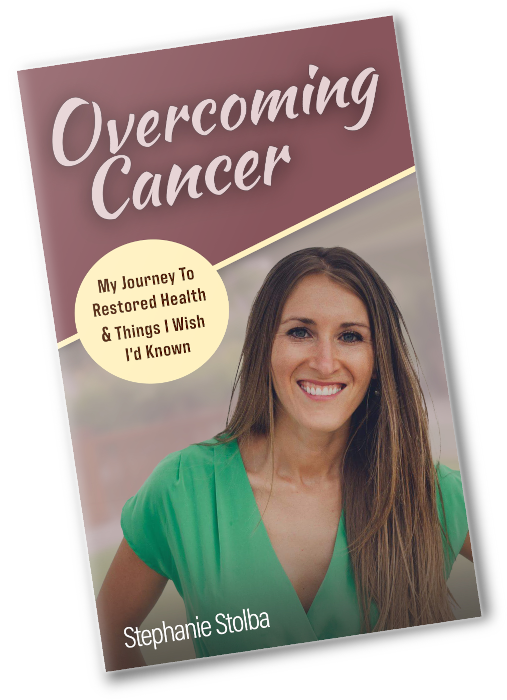 Overcoming
Cancer
My Journey To
Restored Health
& Things I Wish
I'd Known
Stephanie Stolba